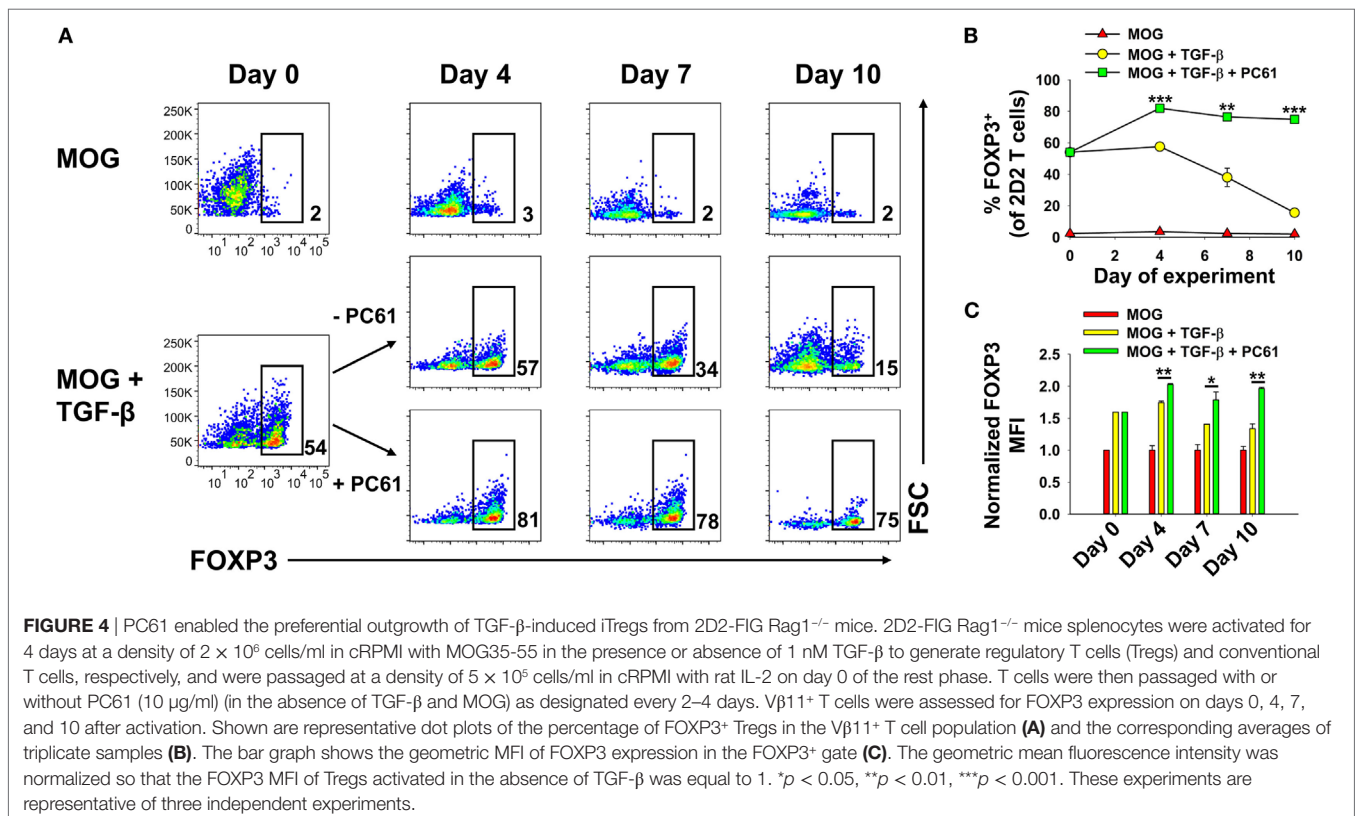 A
Day 0
Day 4
Day 7
Day 10
MOG
250K
200K
150K
100K
50K
0
10¹ 10² 10³ 10⁴ 10⁵
2
3
2
2
MOG +
TGF-β
250K
200K
150K
100K
50K
0
10¹ 10² 10³ 10⁴ 10⁵
54
- PC61
57
34
15
+ PC61
81
78
75
FSC
FOXP3
B
MOG
MOG + TGF-β
MOG + TGF-β + PC61
% FOXP3⁺
(of 2D2 T cells)
100
80
60
40
20
0
*** ** ***
0 2 4 6 8 10
Day of experiment
C
MOG
MOG + TGF-β
MOG + TGF-β + PC61
Normalized FOXP3
MFI
2.5
2.0
1.5
1.0
0.5
0.0
** * **
Day 0 Day 4 Day 7 Day 10
FIGURE 4 | PC61 enabled the preferential outgrowth of TGF-β-induced iTregs from 2D2-FIG Rag1⁻/⁻ mice. 2D2-FIG Rag1⁻/⁻ mice splenocytes were activated for
4 days at a density of 2 × 10⁶ cells/ml in cRPMI with MOG35-55 in the presence or absence of 1 nM TGF-β to generate regulatory T cells (Tregs) and conventional
T cells, respectively, and were passaged at a density of 5 × 10⁵ cells/ml in cRPMI with rat IL-2 on day 0 of the rest phase. T cells were then passaged with or
without PC61 (10 μg/ml) (in the absence of TGF-β and MOG) as designated every 2–4 days. Vβ11⁺ T cells were assessed for FOXP3 expression on days 0, 4, 7,
and 10 after activation. Shown are representative dot plots of the percentage of FOXP3⁺ Tregs in the Vβ11⁺ T cell population (A) and the corresponding averages of
triplicate samples (B). The bar graph shows the geometric MFI of FOXP3 expression in the FOXP3⁺ gate (C). The geometric mean fluorescence intensity was
normalized so that the FOXP3 MFI of Tregs activated in the absence of TGF-β was equal to 1. *p < 0.05, **p < 0.01, ***p < 0.001. These experiments are
representative of three independent experiments.